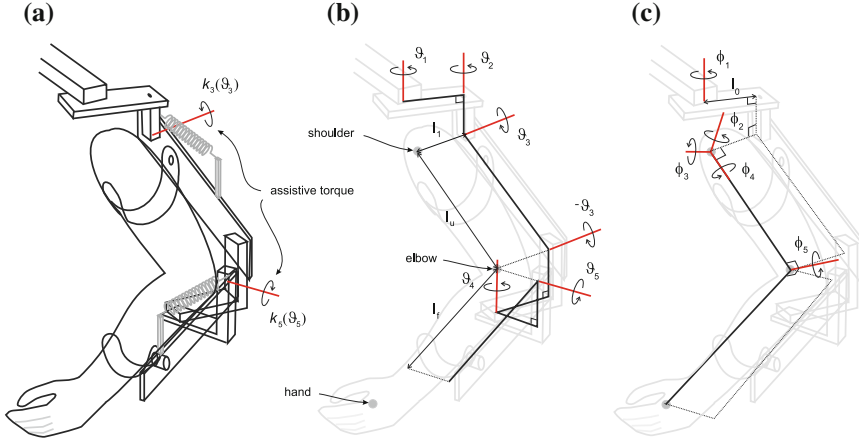 (a)
k₃(ϑ₃)
assistive torque
k₅(ϑ₅)
(b)
ϑ₁
ϑ₂
shoulder
l₁
ϑ₃
lᵤ
-ϑ₃
elbow
ϑ₄
ϑ₅
l_f
hand
(c)
ϕ₁
l₀
ϕ₂
ϕ₃
ϕ₄
ϕ₅